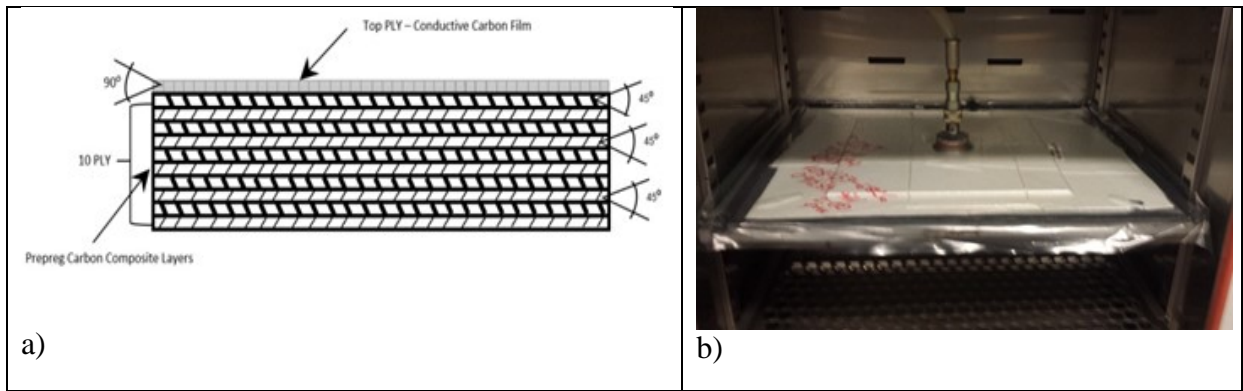 Top PLY – Conductive Carbon Film
90°
45°
45°
10 PLY
45°
Prepreg Carbon Composite Layers
a)
b)